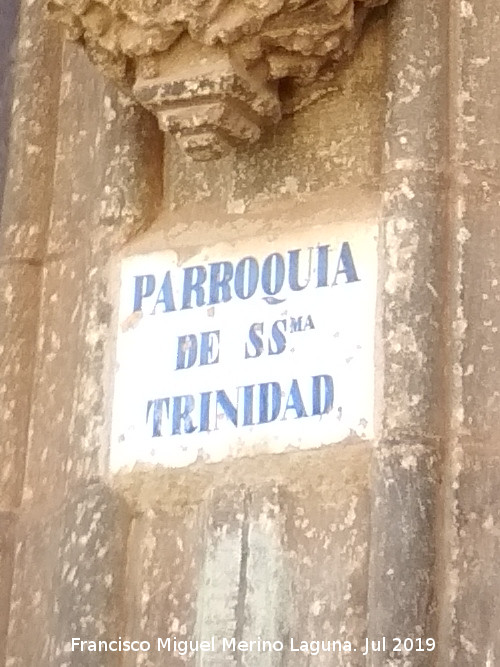 PARROQUIA
DE SSMA
TRINIDAD
Francisco Miguel Merino Laguna. Jul 2019